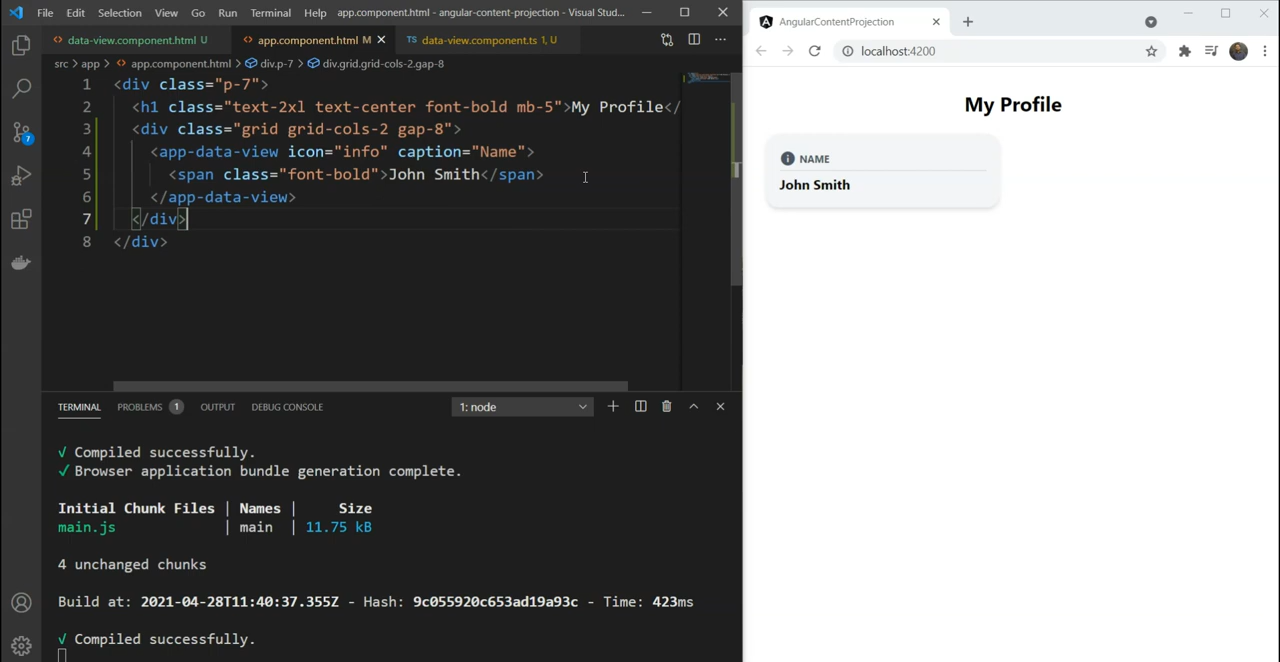 File Edit Selection View Go Run Terminal Help app.component.html - angular-content-projection - Visual Stud...
data-view.component.html U app.component.html M data-view.component.ts 1, U
src > app > app.component.html > div.p-7 > div.grid.grid-cols-2.gap-8
1 <div class="p-7">
2 <h1 class="text-2xl text-center font-bold mb-5">My Profile</
3 <div class="grid grid-cols-2 gap-8">
4 <app-data-view icon="info" caption="Name">
5 <span class="font-bold">John Smith</span>
6 </app-data-view>
7 </div>
8 </div>
7
TERMINAL PROBLEMS 1 OUTPUT DEBUG CONSOLE 1: node
√ Compiled successfully.
✓ Browser application bundle generation complete.
Initial Chunk Files | Names | Size
main.js | main | 11.75 kB
4 unchanged chunks
Build at: 2021-04-28T11:40:37.355Z - Hash: 9c055920c653ad19a93c - Time: 423ms
√ Compiled successfully.
AngularContentProjection
localhost:4200
My Profile
NAME
John Smith